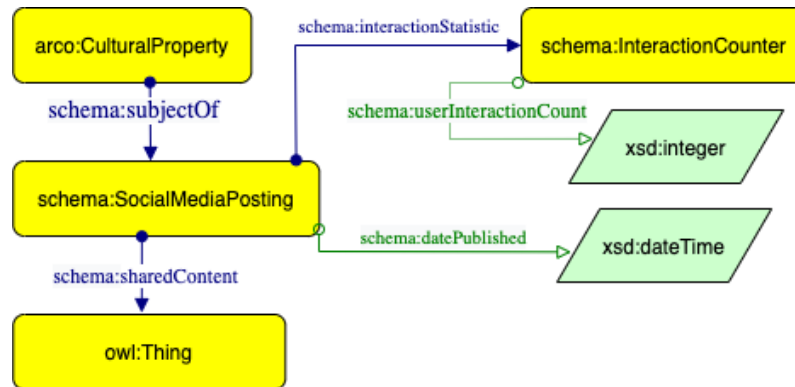 arco:CulturalProperty
schema:interactionStatistic
schema:InteractionCounter
schema:subjectOf
schema:userInteractionCount
xsd:integer
schema:SocialMediaPosting
schema:datePublished
xsd:dateTime
schema:sharedContent
owl:Thing